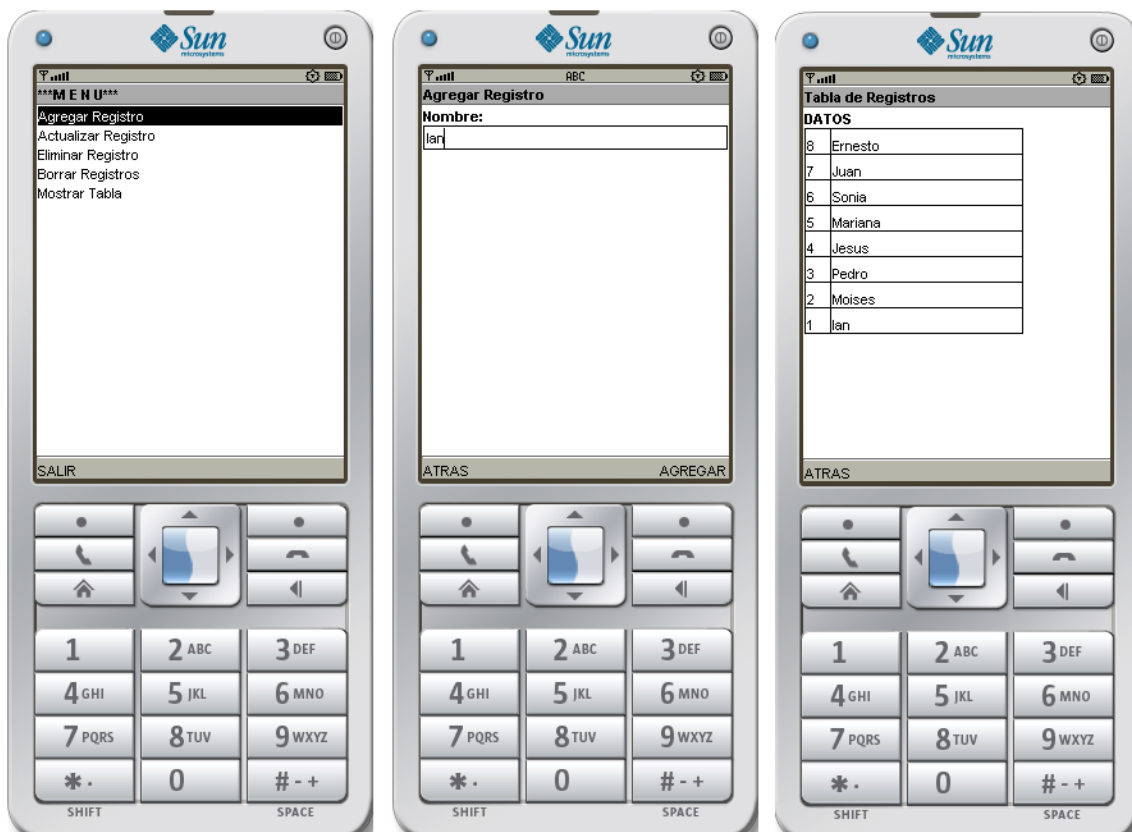 Sun
microsystems
***M E N U***
Agregar Registro
Actualizar Registro
Eliminar Registro
Borrar Registros
Mostrar Tabla
SALIR
1
2 ABC
3 DEF
4 GHI
5 JKL
6 MNO
7 PQRS
8 TUV
9 WXYZ
* .
0
# - +
SHIFT
SPACE
Sun
microsystems
ABC
Agregar Registro
Nombre:
Ian
ATRAS
AGREGAR
1
2 ABC
3 DEF
4 GHI
5 JKL
6 MNO
7 PQRS
8 TUV
9 WXYZ
* .
0
# - +
SHIFT
SPACE
Sun
microsystems
Tabla de Registros
DATOS
8 Ernesto
7 Juan
6 Sonia
5 Mariana
4 Jesus
3 Pedro
2 Moises
1 Ian
ATRAS
1
2 ABC
3 DEF
4 GHI
5 JKL
6 MNO
7 PQRS
8 TUV
9 WXYZ
* .
0
# - +
SHIFT
SPACE